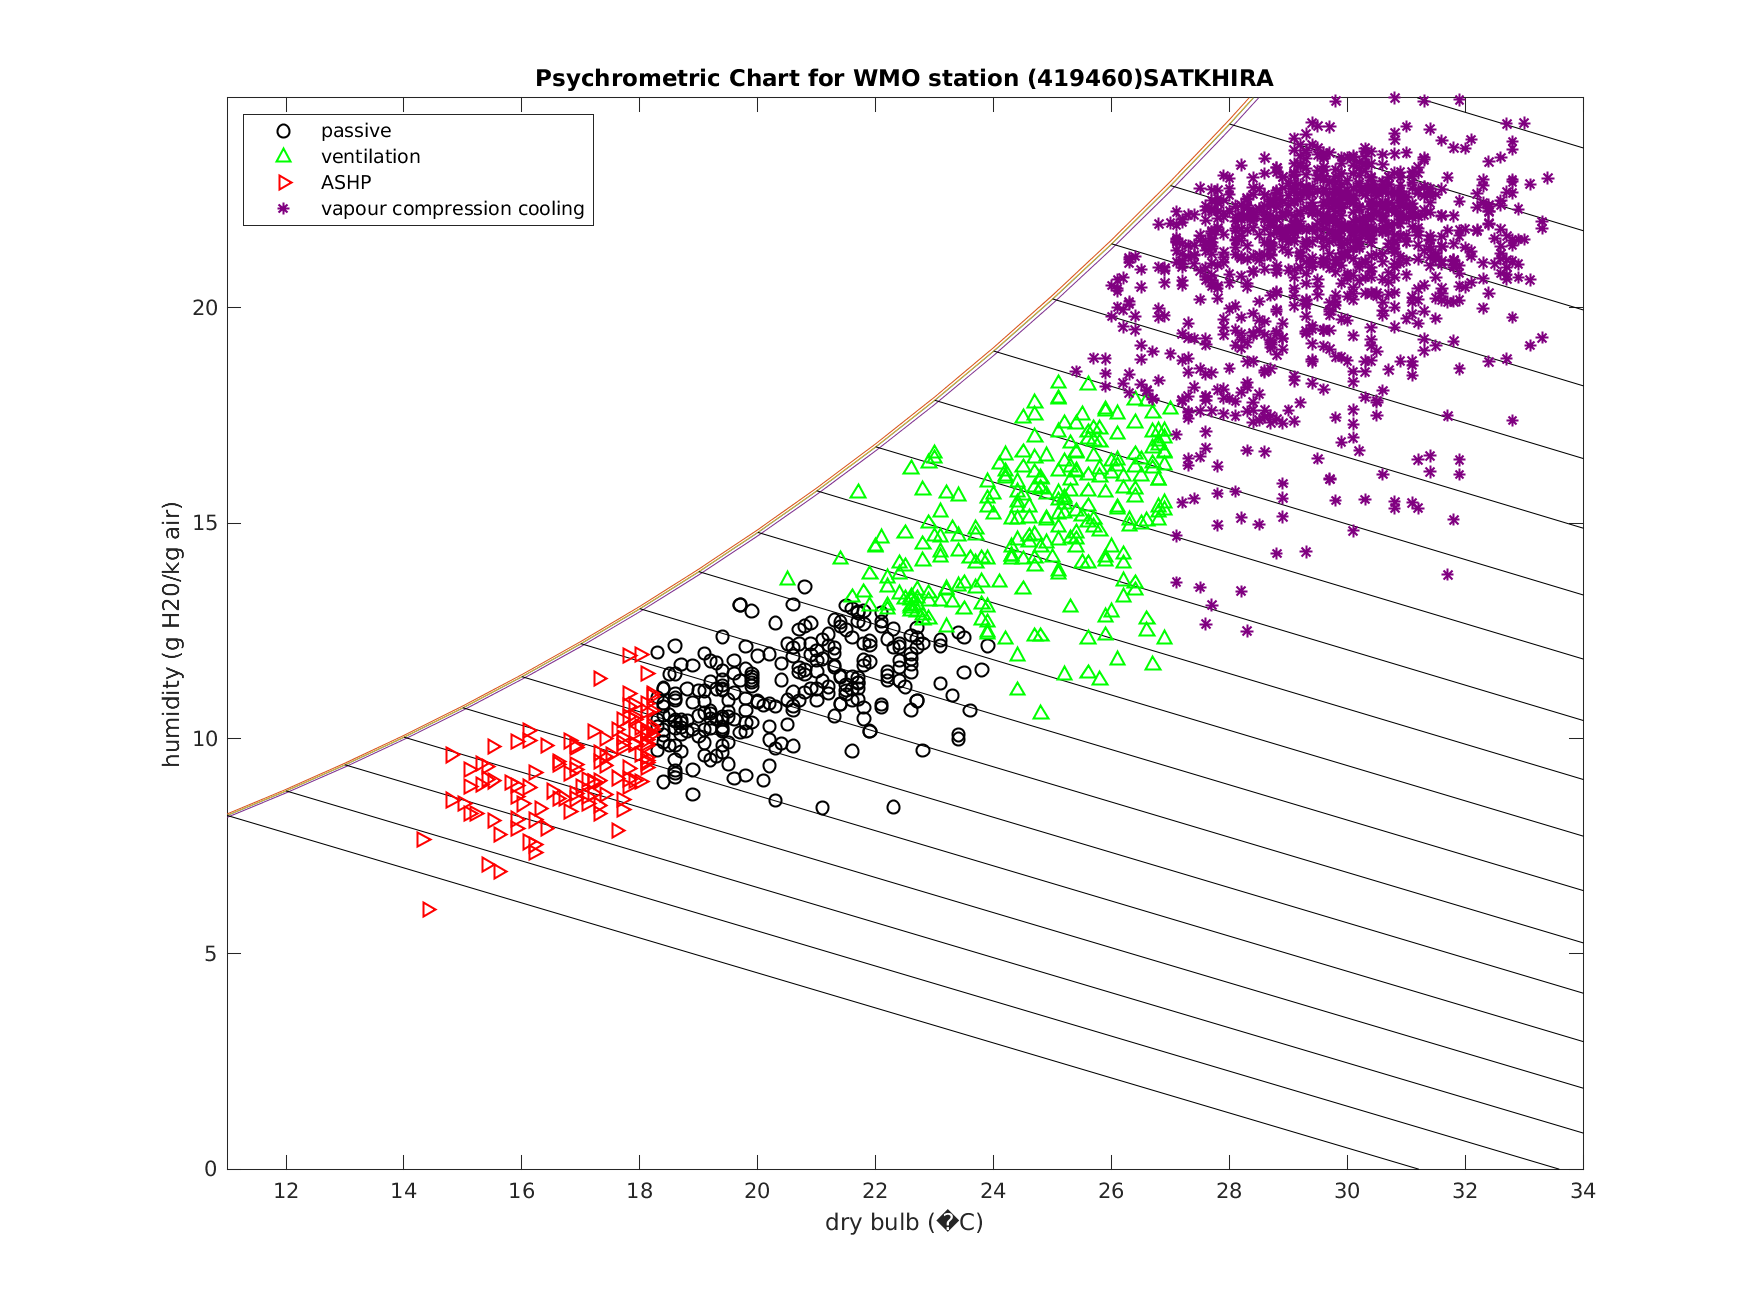 Psychrometric Chart for WMO station (419460)SATKHIRA
passive
ventilation
ASHP
vapour compression cooling
humidity (g H20/kg air)
20
15
10
5
0
12 14 16 18 20 22 24 26 28 30 32 34
dry bulb (�C)